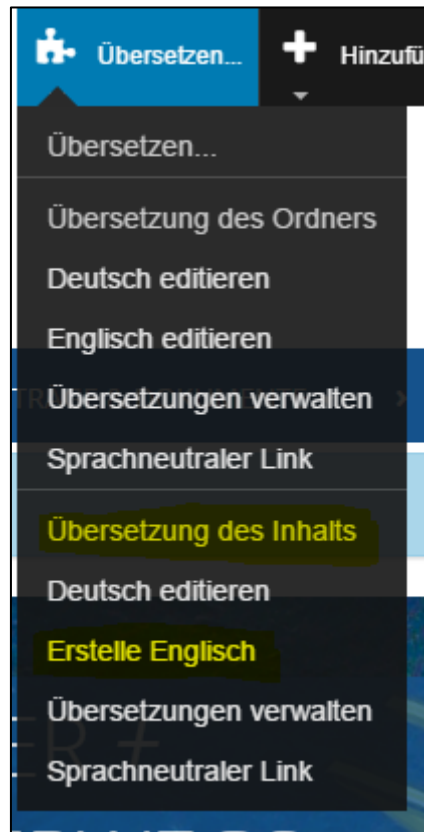 Übersetzen...
Hinzufü
Übersetzen...
Übersetzung des Ordners
Deutsch editieren
Englisch editieren
Übersetzungen verwalten
Sprachneutraler Link
Übersetzung des Inhalts
Deutsch editieren
Erstelle Englisch
Übersetzungen verwalten
Sprachneutraler Link